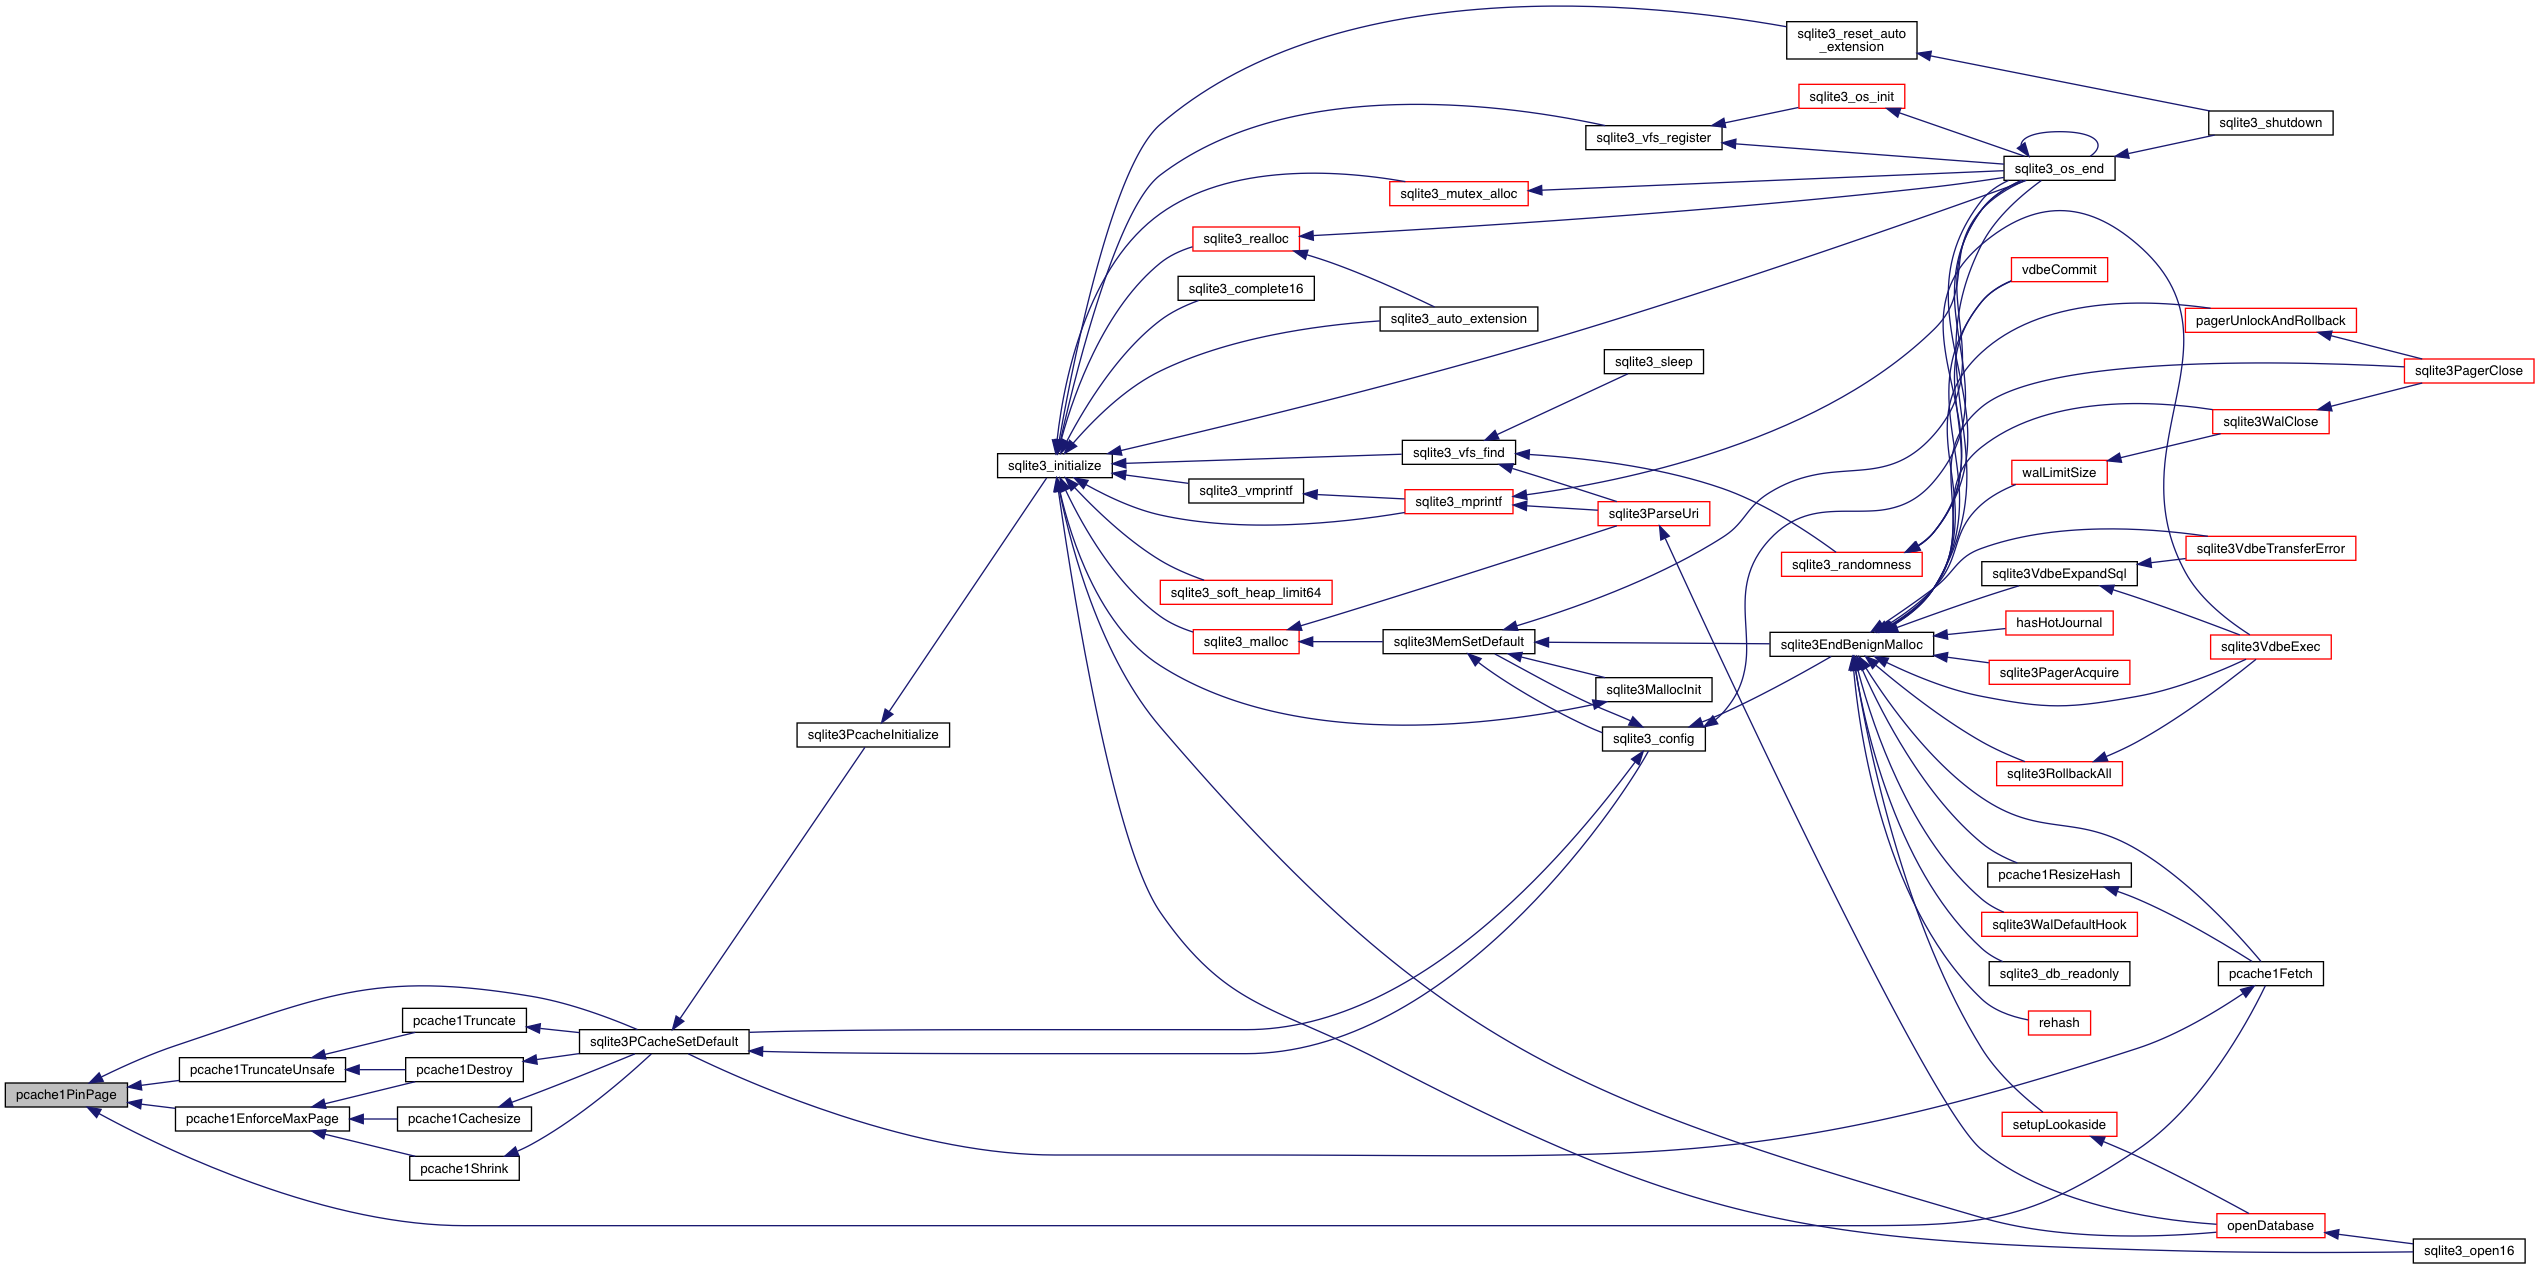 sqlite3_reset_auto
_extension
sqlite3_os_init
sqlite3_shutdown
sqlite3_vfs_register
sqlite3_os_end
sqlite3_mutex_alloc
sqlite3_realloc
vdbeCommit
sqlite3_complete16
sqlite3_auto_extension
pagerUnlockAndRollback
sqlite3_sleep
sqlite3PagerClose
sqlite3WalClose
sqlite3_vfs_find
sqlite3_initialize
walLimitSize
sqlite3_vmprintf
sqlite3_mprintf
sqlite3ParseUri
sqlite3VdbeTransferError
sqlite3_randomness
sqlite3VdbeExpandSql
sqlite3_soft_heap_limit64
hasHotJournal
sqlite3_malloc
sqlite3MemSetDefault
sqlite3EndBenignMalloc
sqlite3VdbeExec
sqlite3PagerAcquire
sqlite3MallocInit
sqlite3PcacheInitialize
sqlite3_config
sqlite3RollbackAll
pcache1ResizeHash
sqlite3WalDefaultHook
sqlite3_db_readonly
pcache1Fetch
pcache1Truncate
rehash
sqlite3PCacheSetDefault
pcache1TruncateUnsafe
pcache1Destroy
pcache1PinPage
pcache1EnforceMaxPage
pcache1Cachesize
setupLookaside
pcache1Shrink
openDatabase
sqlite3_open16